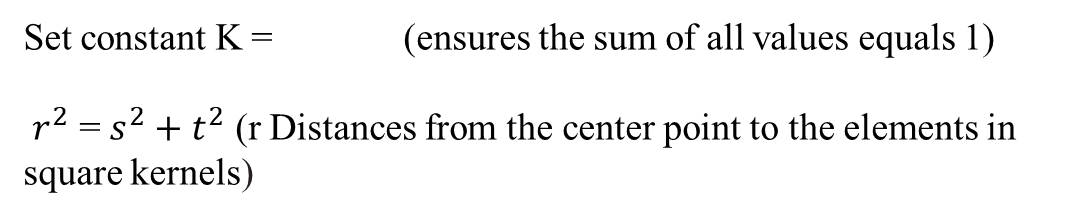 Set constant K = (ensures the sum of all values equals 1)
r² = s² + t² (r Distances from the center point to the elements in
square kernels)